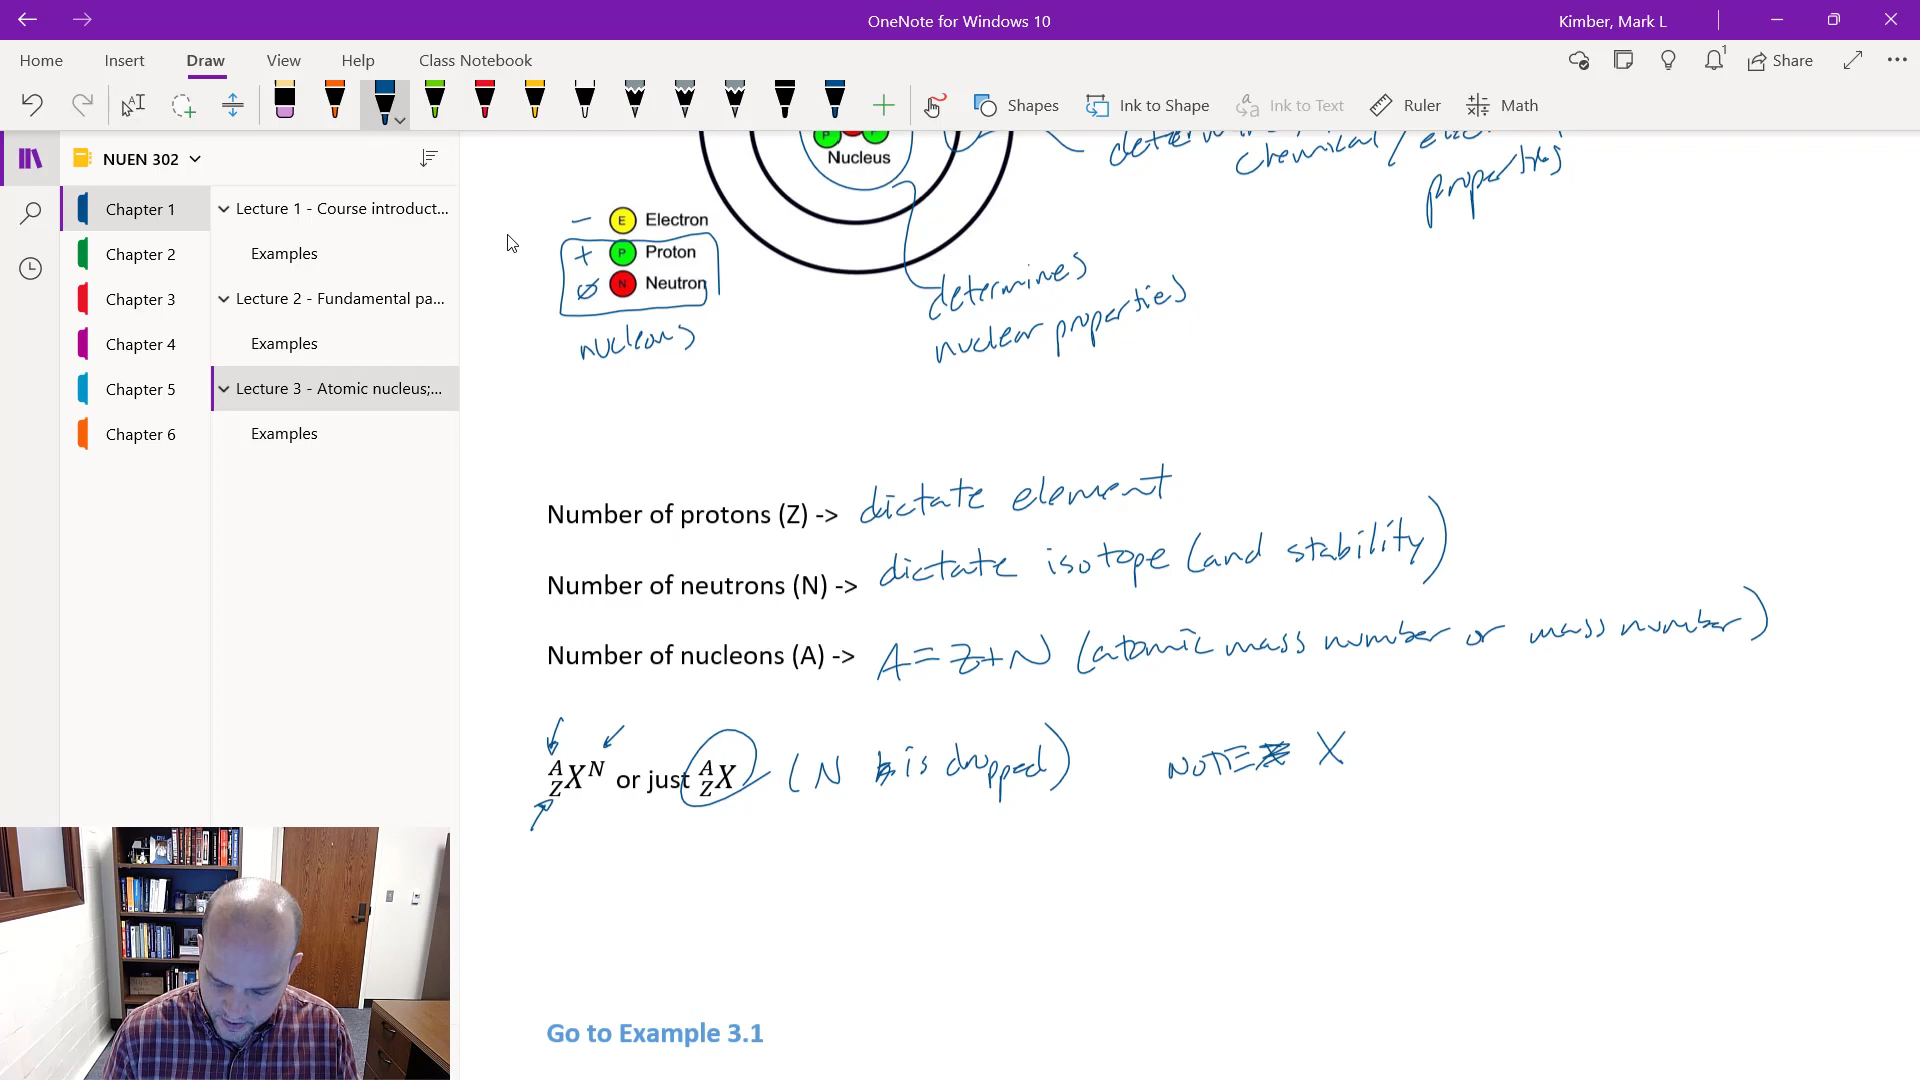 OneNote for Windows 10
Kimber, Mark L
Home Insert Draw View Help Class Notebook
1
Share
Shapes Ink to Shape Ink to Text Ruler Math
NUEN 302
Chapter 1
Chapter 2
Chapter 3
Chapter 4
Chapter 5
Chapter 6
Lecture 1 - Course introduct...
Examples
Lecture 2 - Fundamental pa...
Examples
Lecture 3 - Atomic nucleus;...
Examples
P P
Nucleus
chemical /
properties
- E Electron
+ P Proton
∅ N Neutron
nucleons
determines
nuclear properties
Number of protons (Z) -> dictate element
Number of neutrons (N) -> dictate isotope (and stability)
Number of nucleons (A) -> A = Z+N (atomic mass number or mass number)
A Z X N or just A Z X (N is dropped) NOTE X
Go to Example 3.1